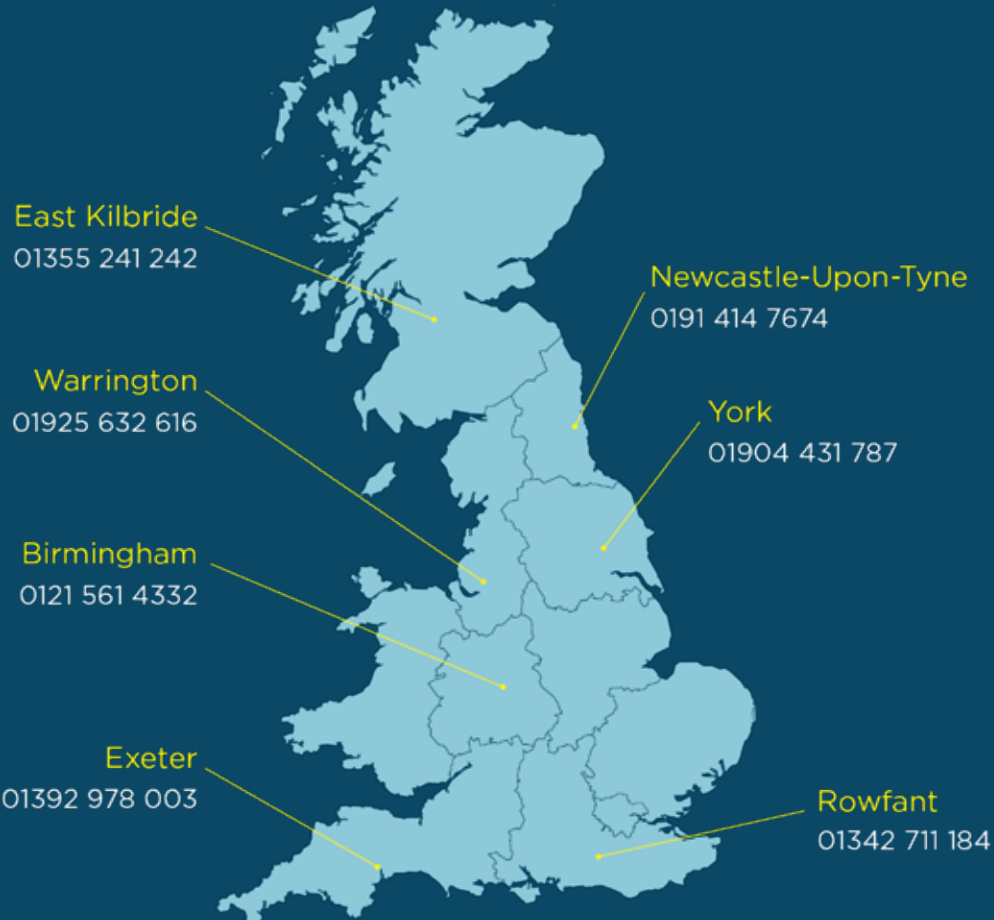 East Kilbride
01355 241 242
Newcastle-Upon-Tyne
0191 414 7674
Warrington
01925 632 616
York
01904 431 787
Birmingham
0121 561 4332
Exeter
01392 978 003
Rowfant
01342 711 184